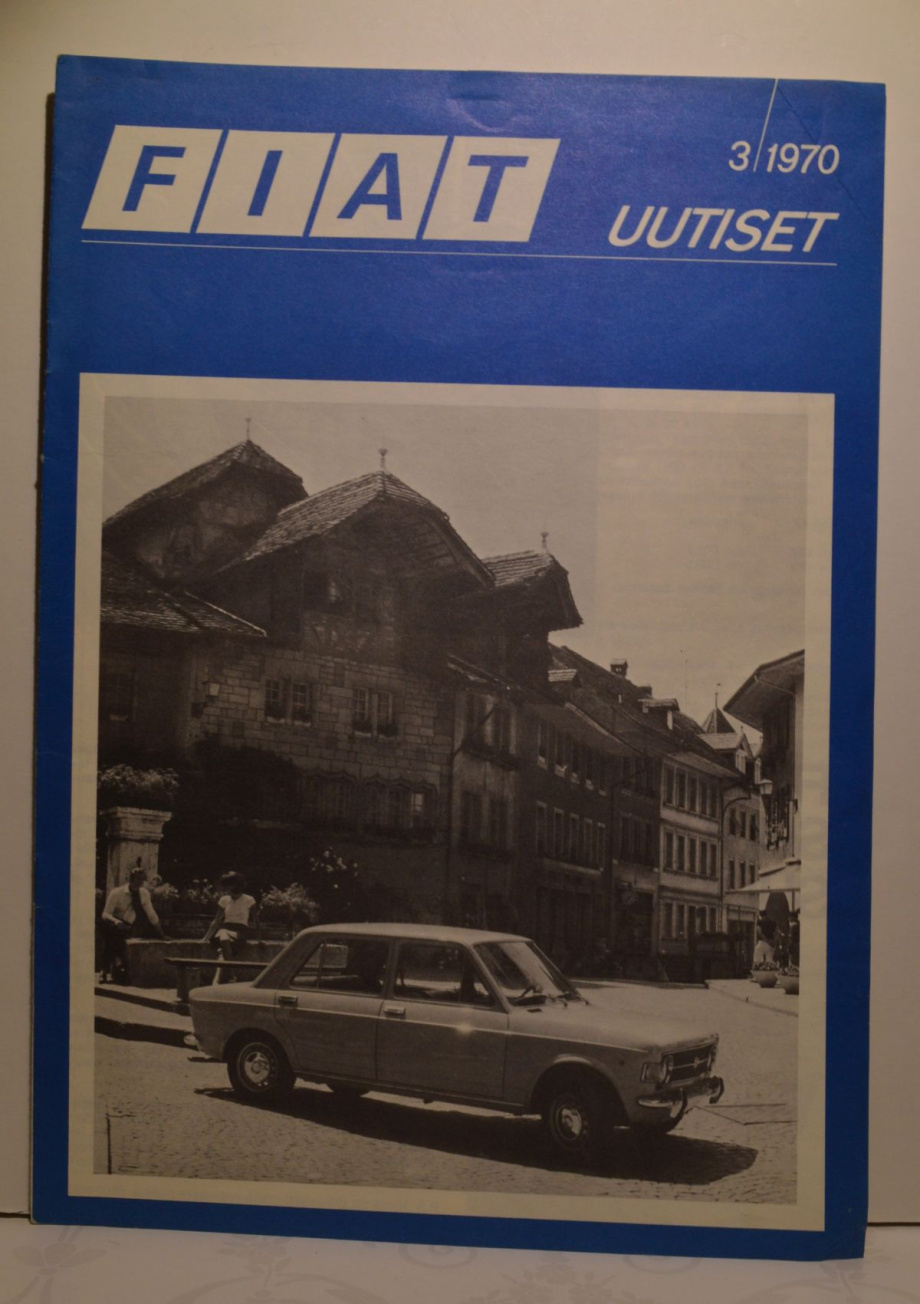 FIAT
3/1970
UUTISET